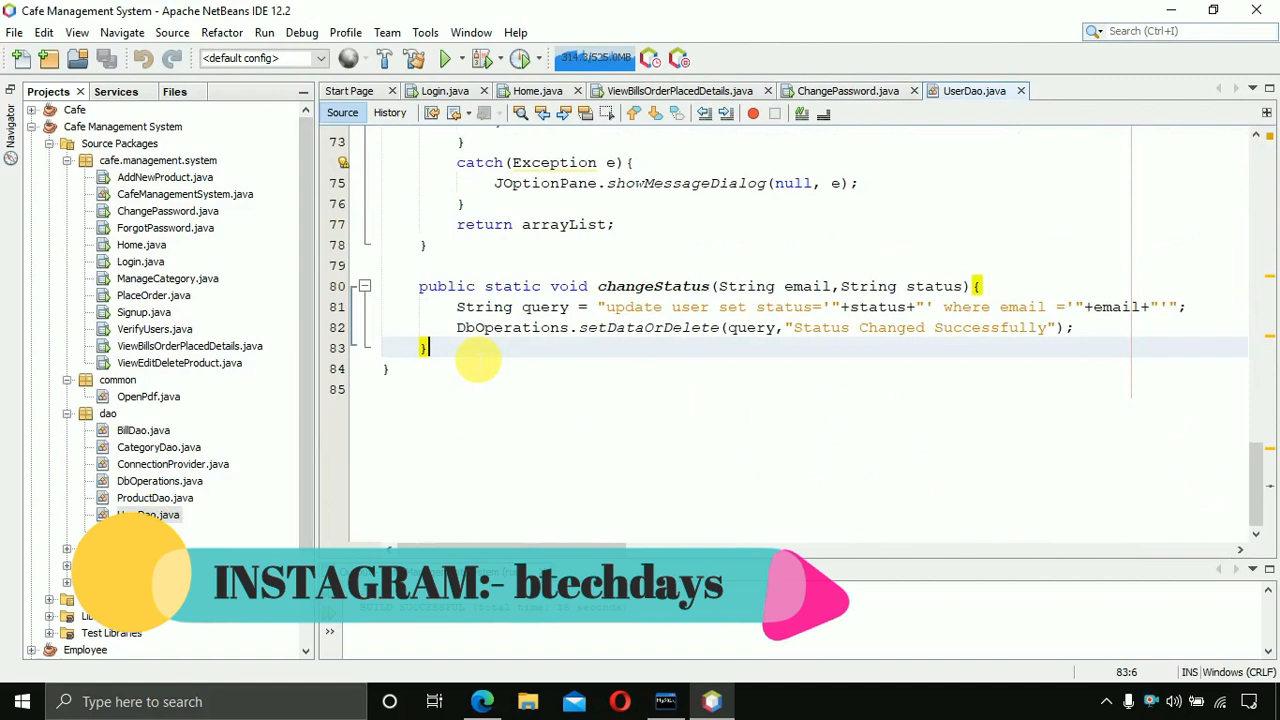 Cafe Management System - Apache NetBeans IDE 12.2
File Edit View Navigate Source Refactor Run Debug Profile Team Tools Window Help
Search (Ctrl+I)
<default config>
314.3/525.0MB
Projects Services Files
Start Page Login.java Home.java ViewBillsOrderPlacedDetails.java ChangePassword.java UserDao.java
Source History
Navigator
Cafe
Cafe Management System
Source Packages
cafe.management.system
AddNewProduct.java
CafeManagementSystem.java
ChangePassword.java
ForgotPassword.java
Home.java
Login.java
ManageCategory.java
PlaceOrder.java
Signup.java
VerifyUsers.java
ViewBillsOrderPlacedDetails.java
ViewEditDeleteProduct.java
common
OpenPdf.java
dao
BillDao.java
CategoryDao.java
ConnectionProvider.java
DbOperations.java
ProductDao.java
UserDao.java
Test Libraries
Employee
73 }
catch(Exception e){
75 JOptionPane.showMessageDialog(null, e);
76 }
77 return arrayList;
78 }
79
80 public static void changeStatus(String email,String status){
81 String query = "update user set status='"+status+"' where email ='"+email+"'";
82 DbOperations.setDataOrDelete(query,"Status Changed Successfully");
83 }
84 }
85
INSTAGRAM:- btechdays
83:6 INS Windows (CRLF)
Type here to search